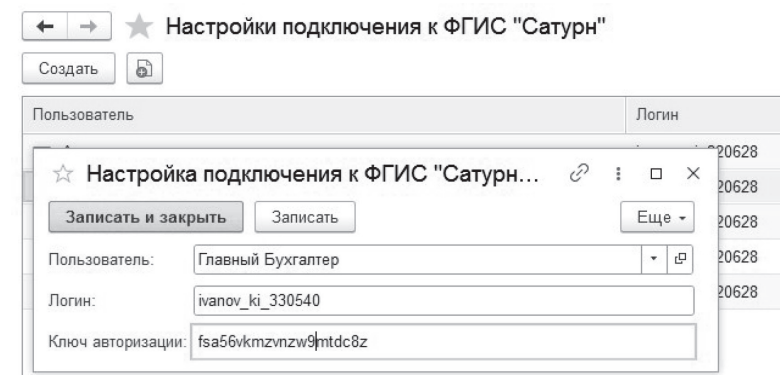 Настройки подключения к ФГИС "Сатурн"
Создать
Пользователь Логин
20628
Настройка подключения к ФГИС "Сатурн...
20628
Записать и закрыть Записать Еще
20628
Пользователь: Главный Бухгалтер
20628
Логин: ivanov_ki_330540
20628
Ключ авторизации: fsa56vkmzvnzw9mtdc8z